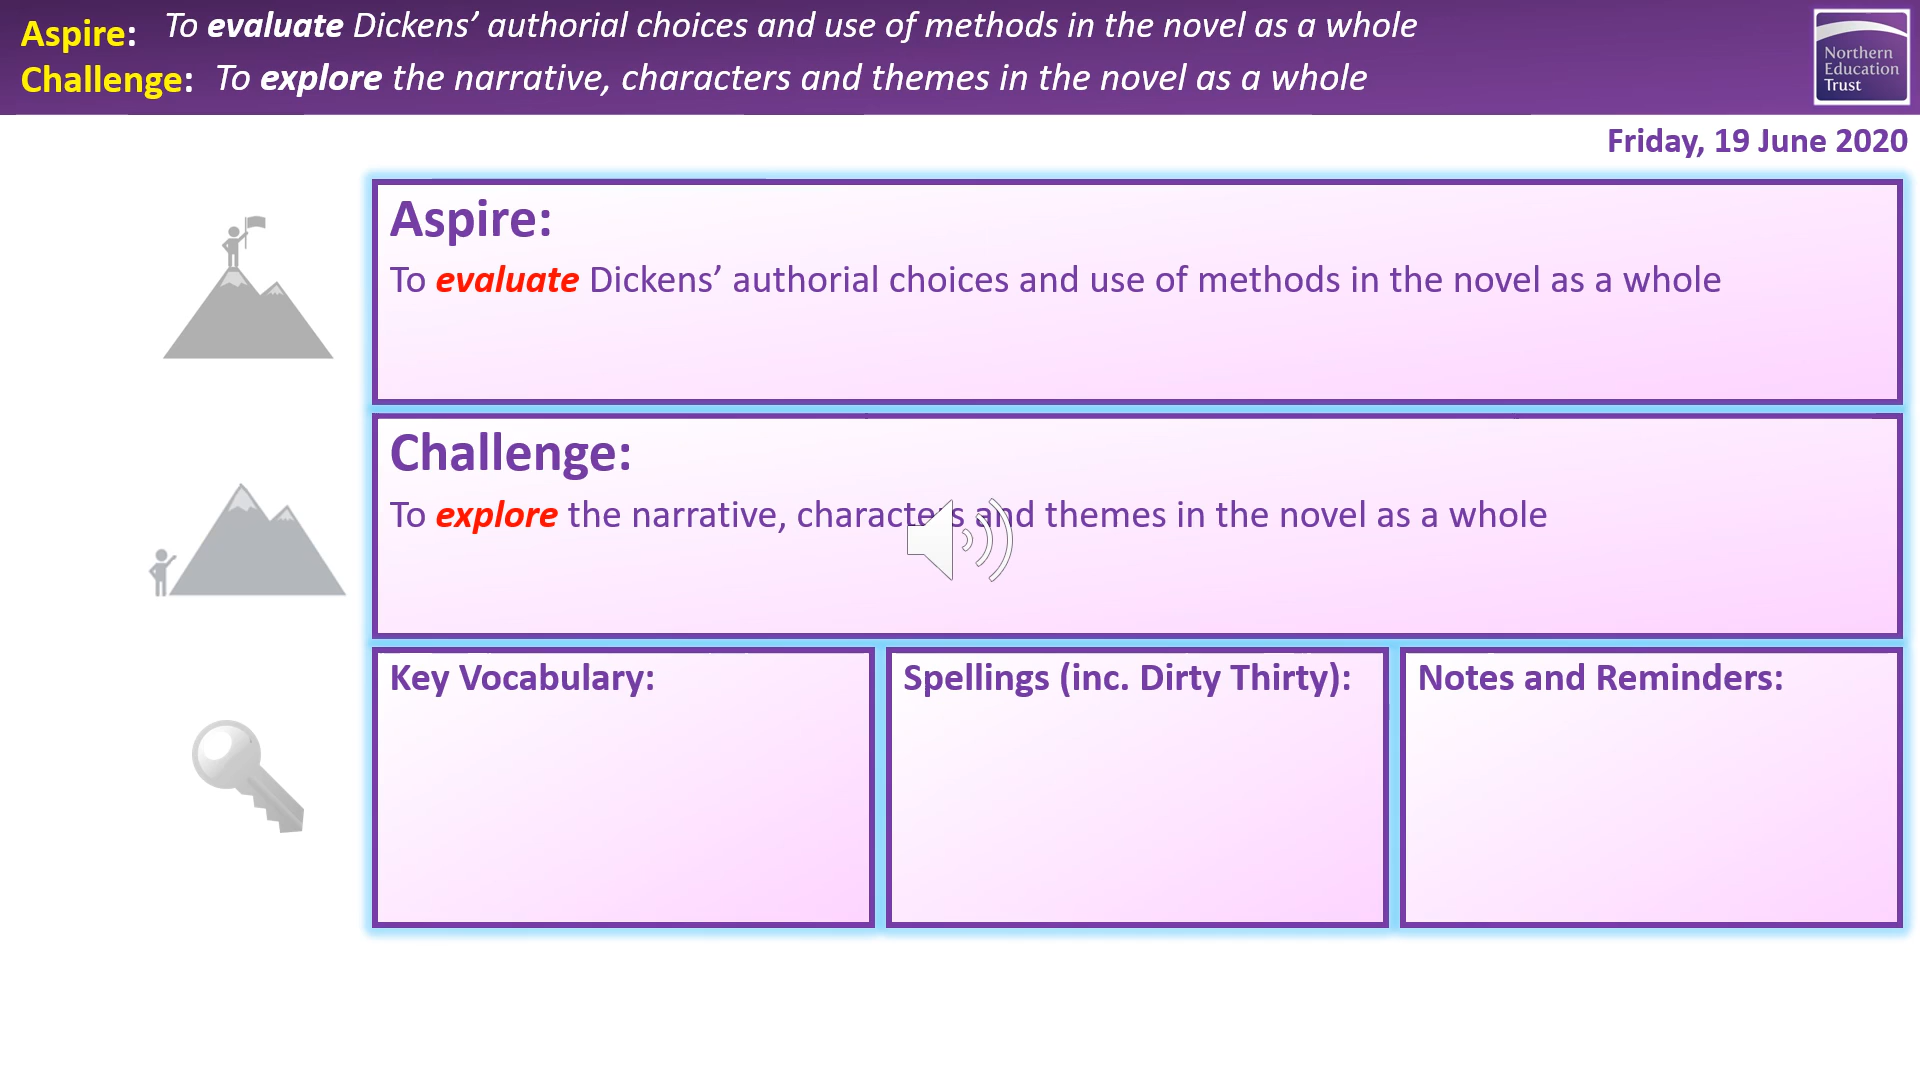 Aspire: To evaluate Dickens’ authorial choices and use of methods in the novel as a whole
Challenge: To explore the narrative, characters and themes in the novel as a whole
Northern
Education
Trust
Friday, 19 June 2020
Aspire:
To evaluate Dickens’ authorial choices and use of methods in the novel as a whole
Challenge:
To explore the narrative, characters and themes in the novel as a whole
Key Vocabulary:
Spellings (inc. Dirty Thirty):
Notes and Reminders: